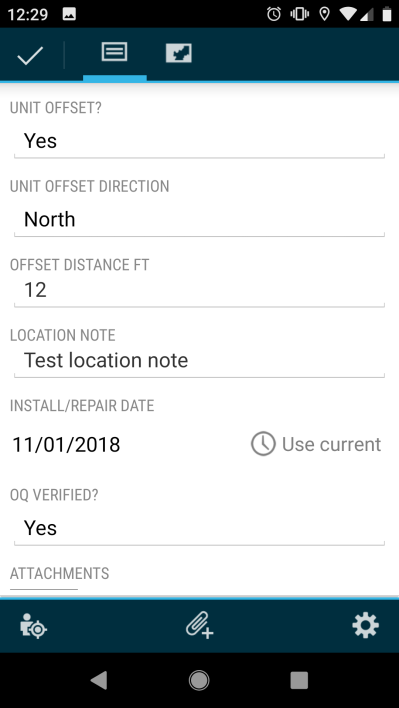 12:29
UNIT OFFSET?
Yes
UNIT OFFSET DIRECTION
North
OFFSET DISTANCE FT
12
LOCATION NOTE
Test location note
INSTALL/REPAIR DATE
11/01/2018 Use current
OQ VERIFIED?
Yes
ATTACHMENTS